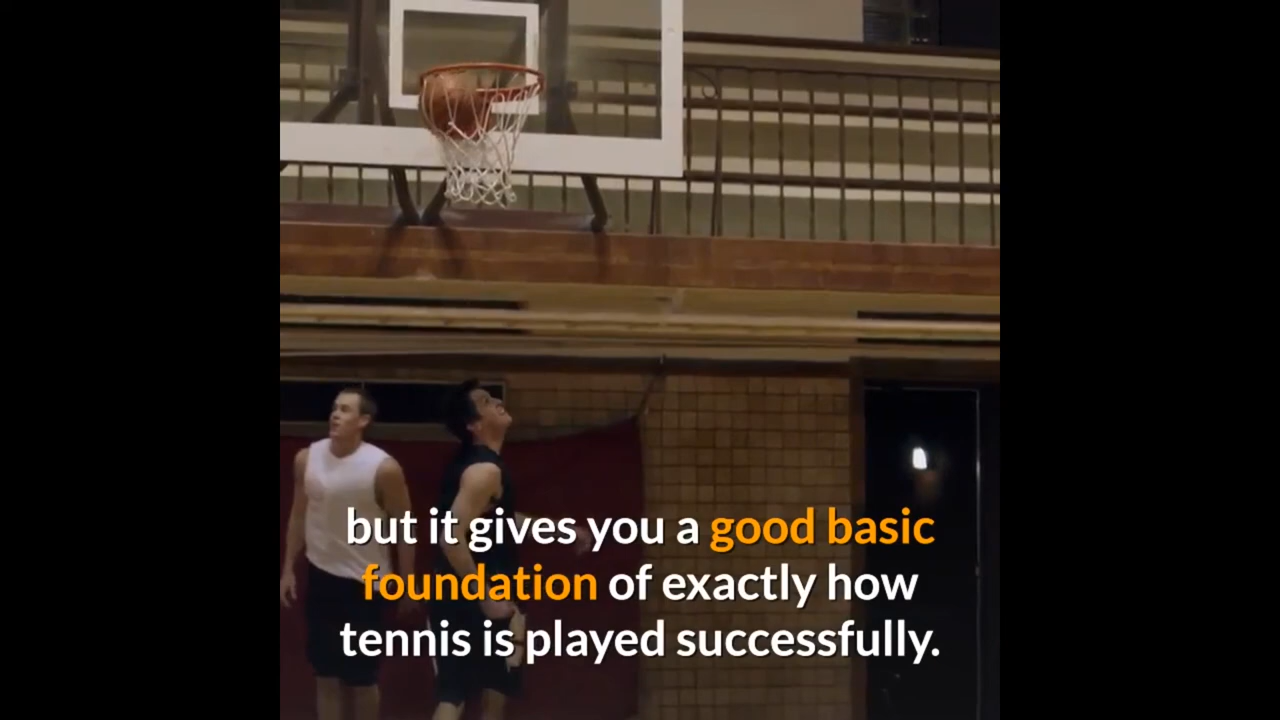 but it gives you a good basic
foundation of exactly how
tennis is played successfully.